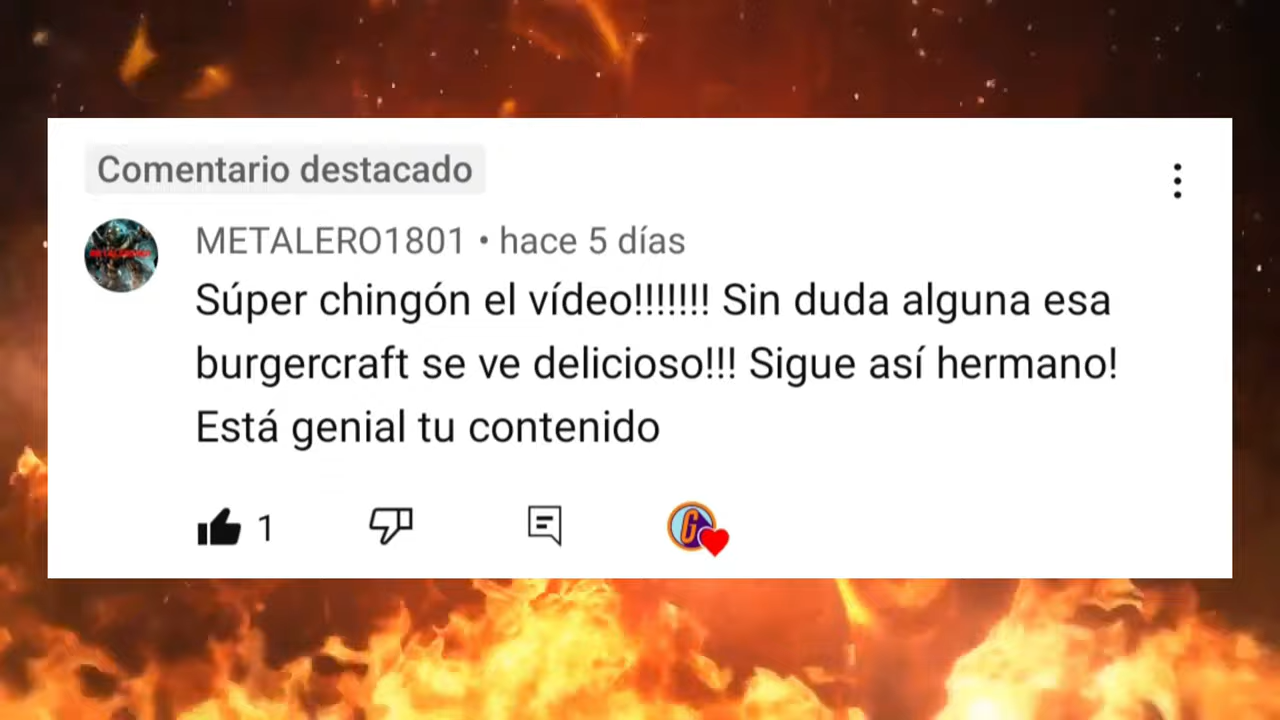 Comentario destacado
METALERO1801 • hace 5 días
Súper chingón el vídeo!!!!!!! Sin duda alguna esa
burgercraft se ve delicioso!!! Sigue así hermano!
Está genial tu contenido
1
G